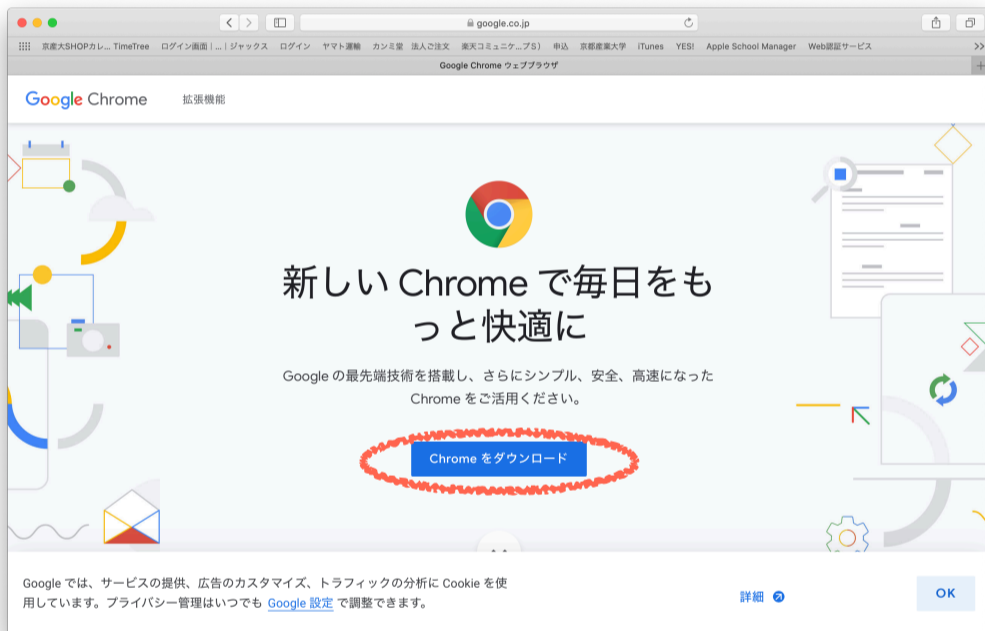 google.co.jp
京産大SHOPカレ... TimeTree ログイン画面 | ... | ジャックス ログイン ヤマト運輸 カンミ堂 法人ご注文 楽天コミュニケ...プS） 申込 京都産業大学 iTunes YES! Apple School Manager Web認証サービス
Google Chrome ウェブブラウザ
Google Chrome 拡張機能
新しい Chrome で毎日をも
っと快適に
Google の最先端技術を搭載し、さらにシンプル、安全、高速になった
Chrome をご活用ください。
Chrome をダウンロード
Google では、サービスの提供、広告のカスタマイズ、トラフィックの分析に Cookie を使
用しています。プライバシー管理はいつでも Google 設定 で調整できます。
詳細
OK